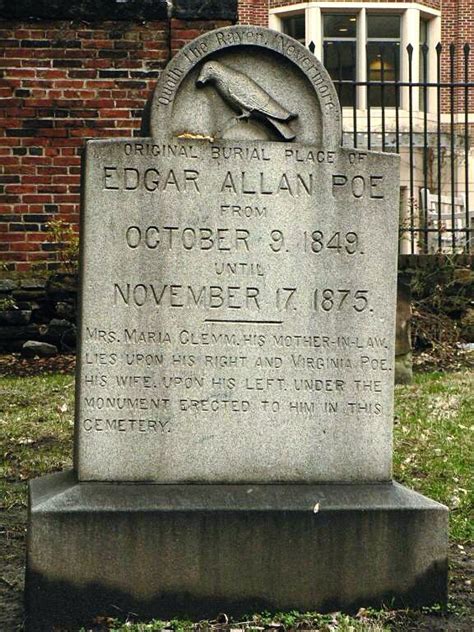 Quoth the Raven, Nevermore.
ORIGINAL BURIAL PLACE OF
EDGAR ALLAN POE
FROM
OCTOBER 9. 1849.
UNTIL
NOVEMBER 17. 1875.
MRS. MARIA CLEMM, HIS MOTHER-IN-LAW,
LIES UPON HIS RIGHT AND VIRGINIA POE.
HIS WIFE. UPON HIS LEFT. UNDER THE
MONUMENT ERECTED TO HIM IN THIS
CEMETERY.